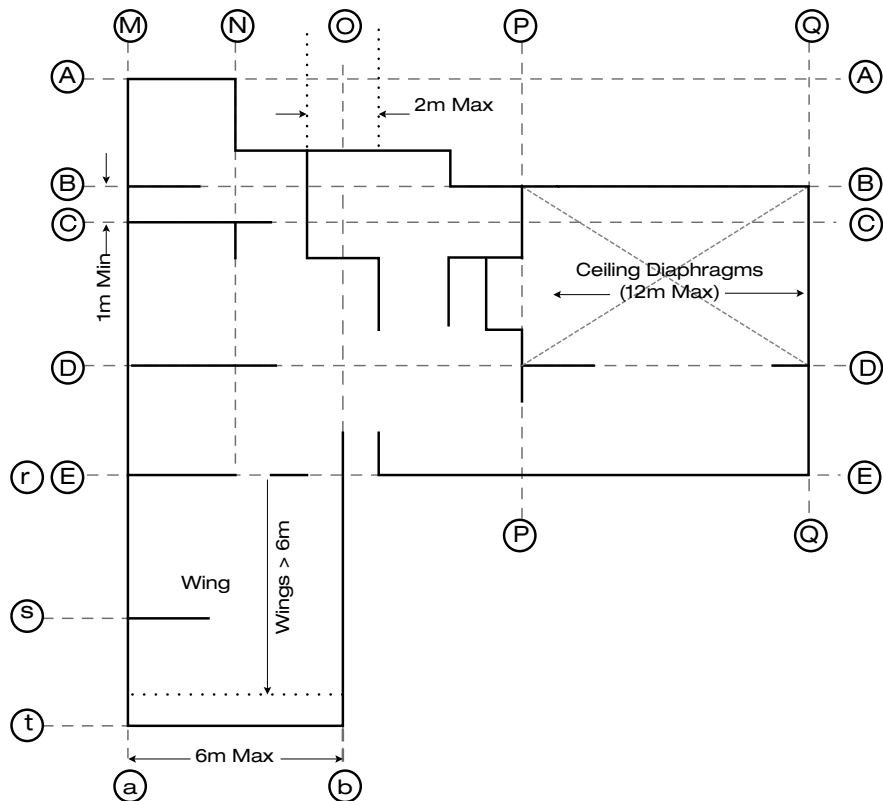 M N O P Q
A A
2m Max
B B
C C
1m Min
Ceiling Diaphragms
(12m Max)
D D
r E E
P Q
Wings > 6m
Wing
s
t
6m Max
a b